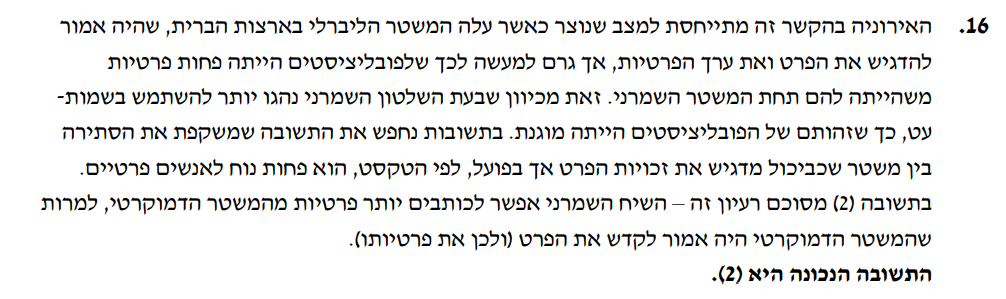 16. האירוניה בהקשר זה מתייחסת למצב שנוצר כאשר עלה המשטר הליברלי בארצות הברית, שהיה אמור
להדגיש את הפרט ואת ערך הפרטיות, אך גרם למעשה לכך שלפובליציסטים הייתה פחות פרטיות
משהייתה להם תחת המשטר השמרני. זאת מכיוון שבעת השלטון השמרני נהגו יותר להשתמש בשמות-
עט, כך שזהותם של הפובליציסטים הייתה מוגנת. בתשובות נחפש את התשובה שמשקפת את הסתירה
בין משטר שכביכול מדגיש את זכויות הפרט אך בפועל, לפי הטקסט, הוא פחות נוח לאנשים פרטיים.
בתשובה (2) מסוכם רעיון זה – השיח השמרני אפשר לכותבים יותר פרטיות מהמשטר הדמוקרטי, למרות
שהמשטר הדמוקרטי היה אמור לקדש את הפרט (ולכן את פרטיותו).
התשובה הנכונה היא (2).